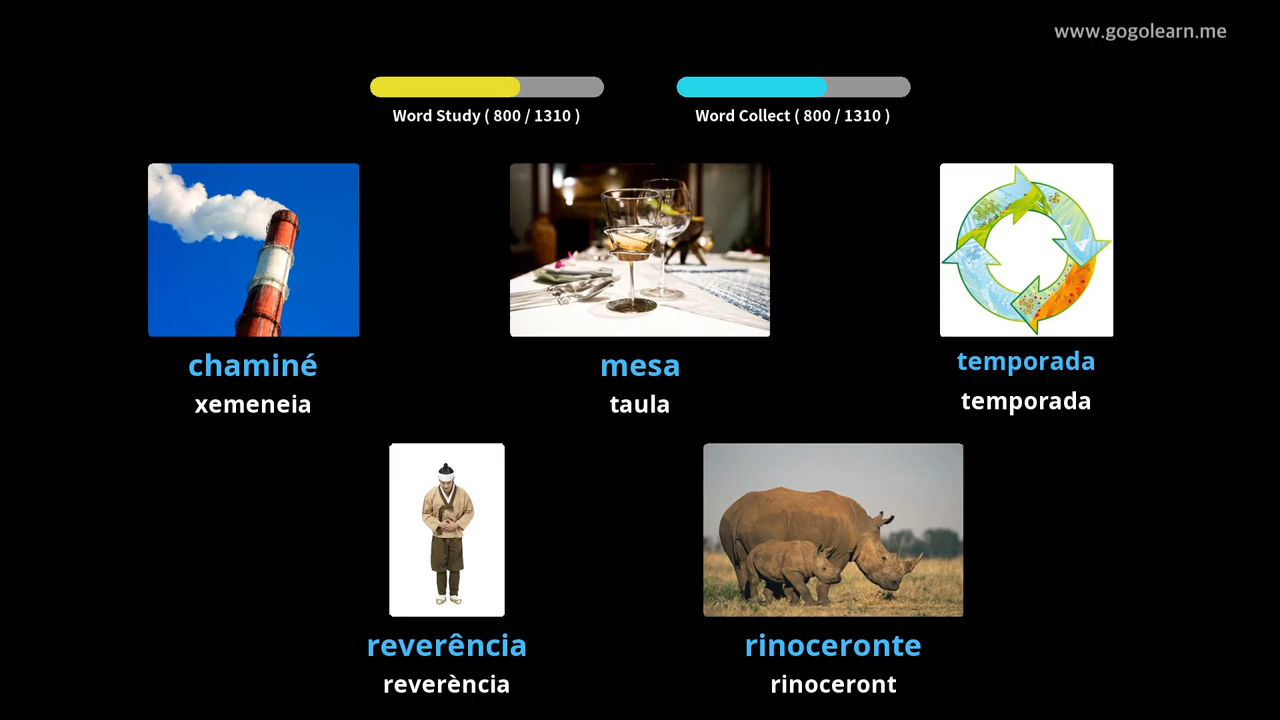 www.gogolearn.me
Word Study ( 800 / 1310 )
Word Collect ( 800 / 1310 )
chaminé
xemeneia
mesa
taula
temporada
temporada
reverência
reverència
rinoceronte
rinoceront